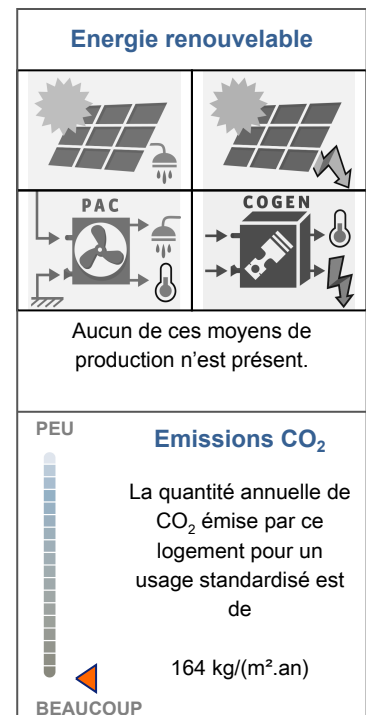 Energie renouvelable
PAC
COGEN
Aucun de ces moyens de
production n'est présent.
PEU
Emissions CO₂
La quantité annuelle de
CO₂ émise par ce
logement pour un
usage standardisé est
de
164 kg/(m².an)
BEAUCOUP